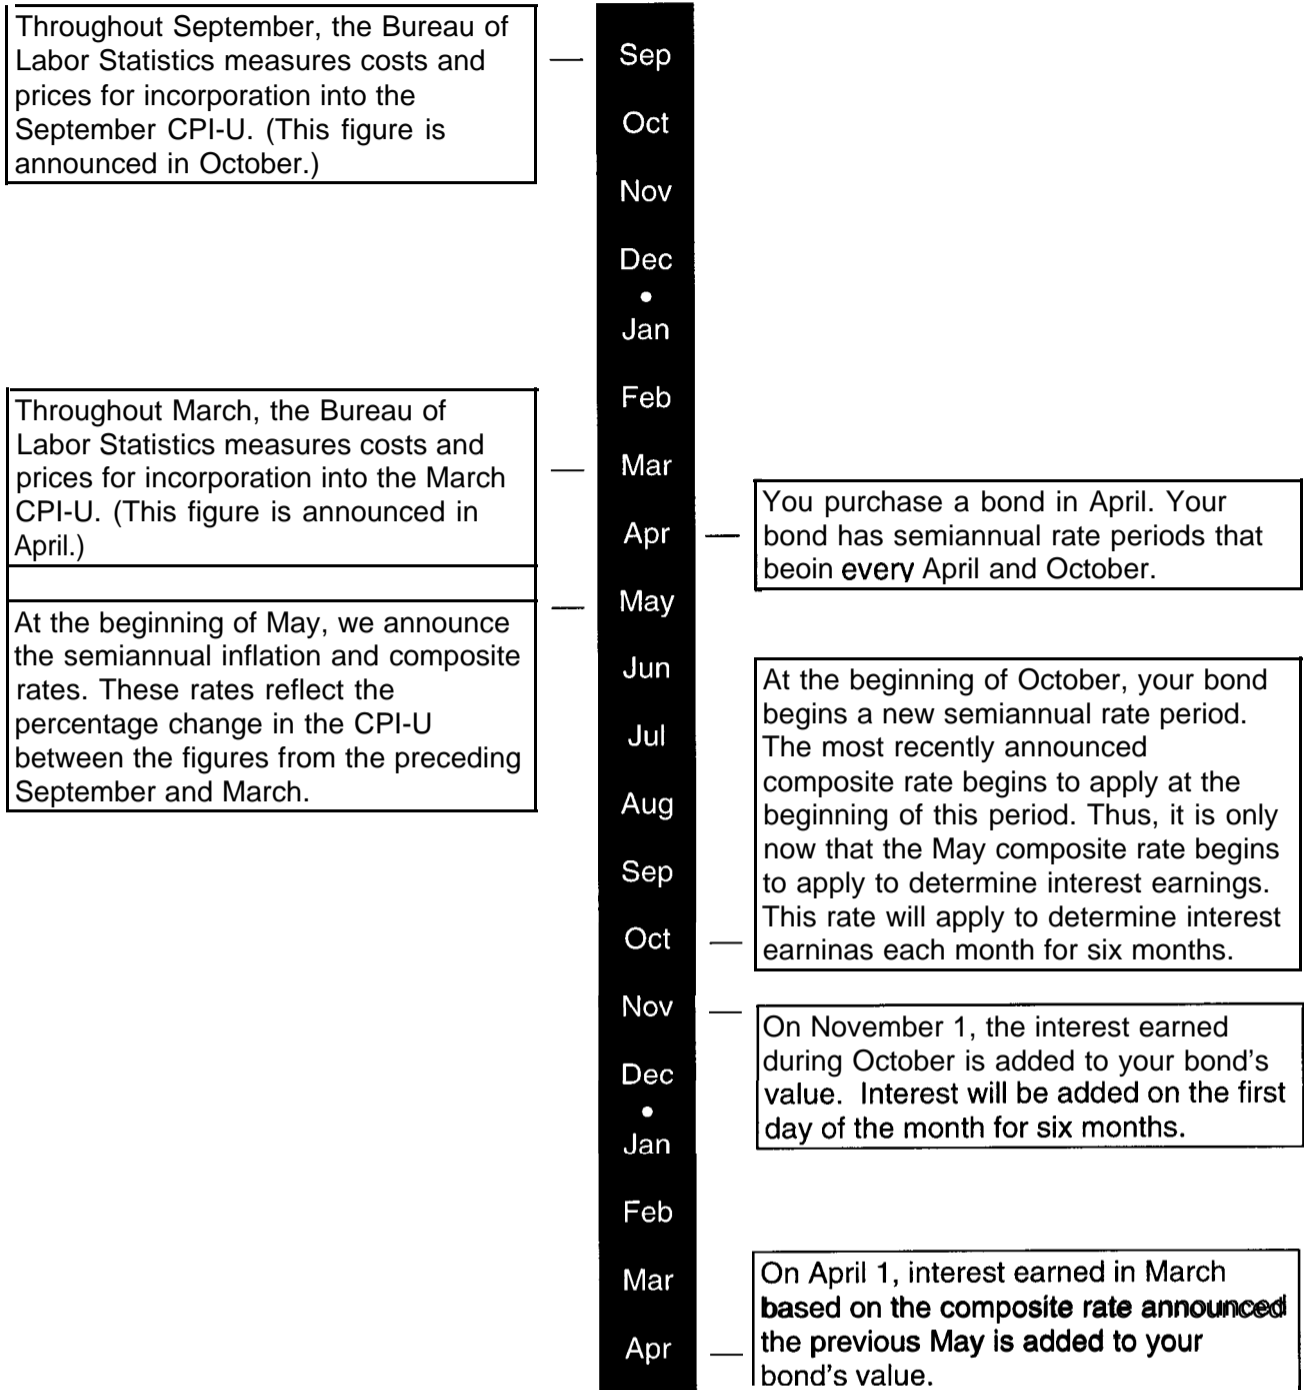 Throughout September, the Bureau of
Labor Statistics measures costs and
prices for incorporation into the
September CPI-U. (This figure is
announced in October.)
Sep
Oct
Nov
Dec
•
Jan
Feb
Throughout March, the Bureau of
Labor Statistics measures costs and
prices for incorporation into the March
CPI-U. (This figure is announced in
April.)
Mar
Apr
You purchase a bond in April. Your
bond has semiannual rate periods that
beoin every April and October.
At the beginning of May, we announce
the semiannual inflation and composite
rates. These rates reflect the
percentage change in the CPI-U
between the figures from the preceding
September and March.
May
Jun
Jul
Aug
Sep
Oct
At the beginning of October, your bond
begins a new semiannual rate period.
The most recently announced
composite rate begins to apply at the
beginning of this period. Thus, it is only
now that the May composite rate begins
to apply to determine interest earnings.
This rate will apply to determine interest
earninas each month for six months.
Nov
Dec
•
Jan
Feb
On November 1, the interest earned
during October is added to your bond's
value. Interest will be added on the first
day of the month for six months.
Mar
Apr
On April 1, interest earned in March
based on the composite rate announced
the previous May is added to your
bond's value.